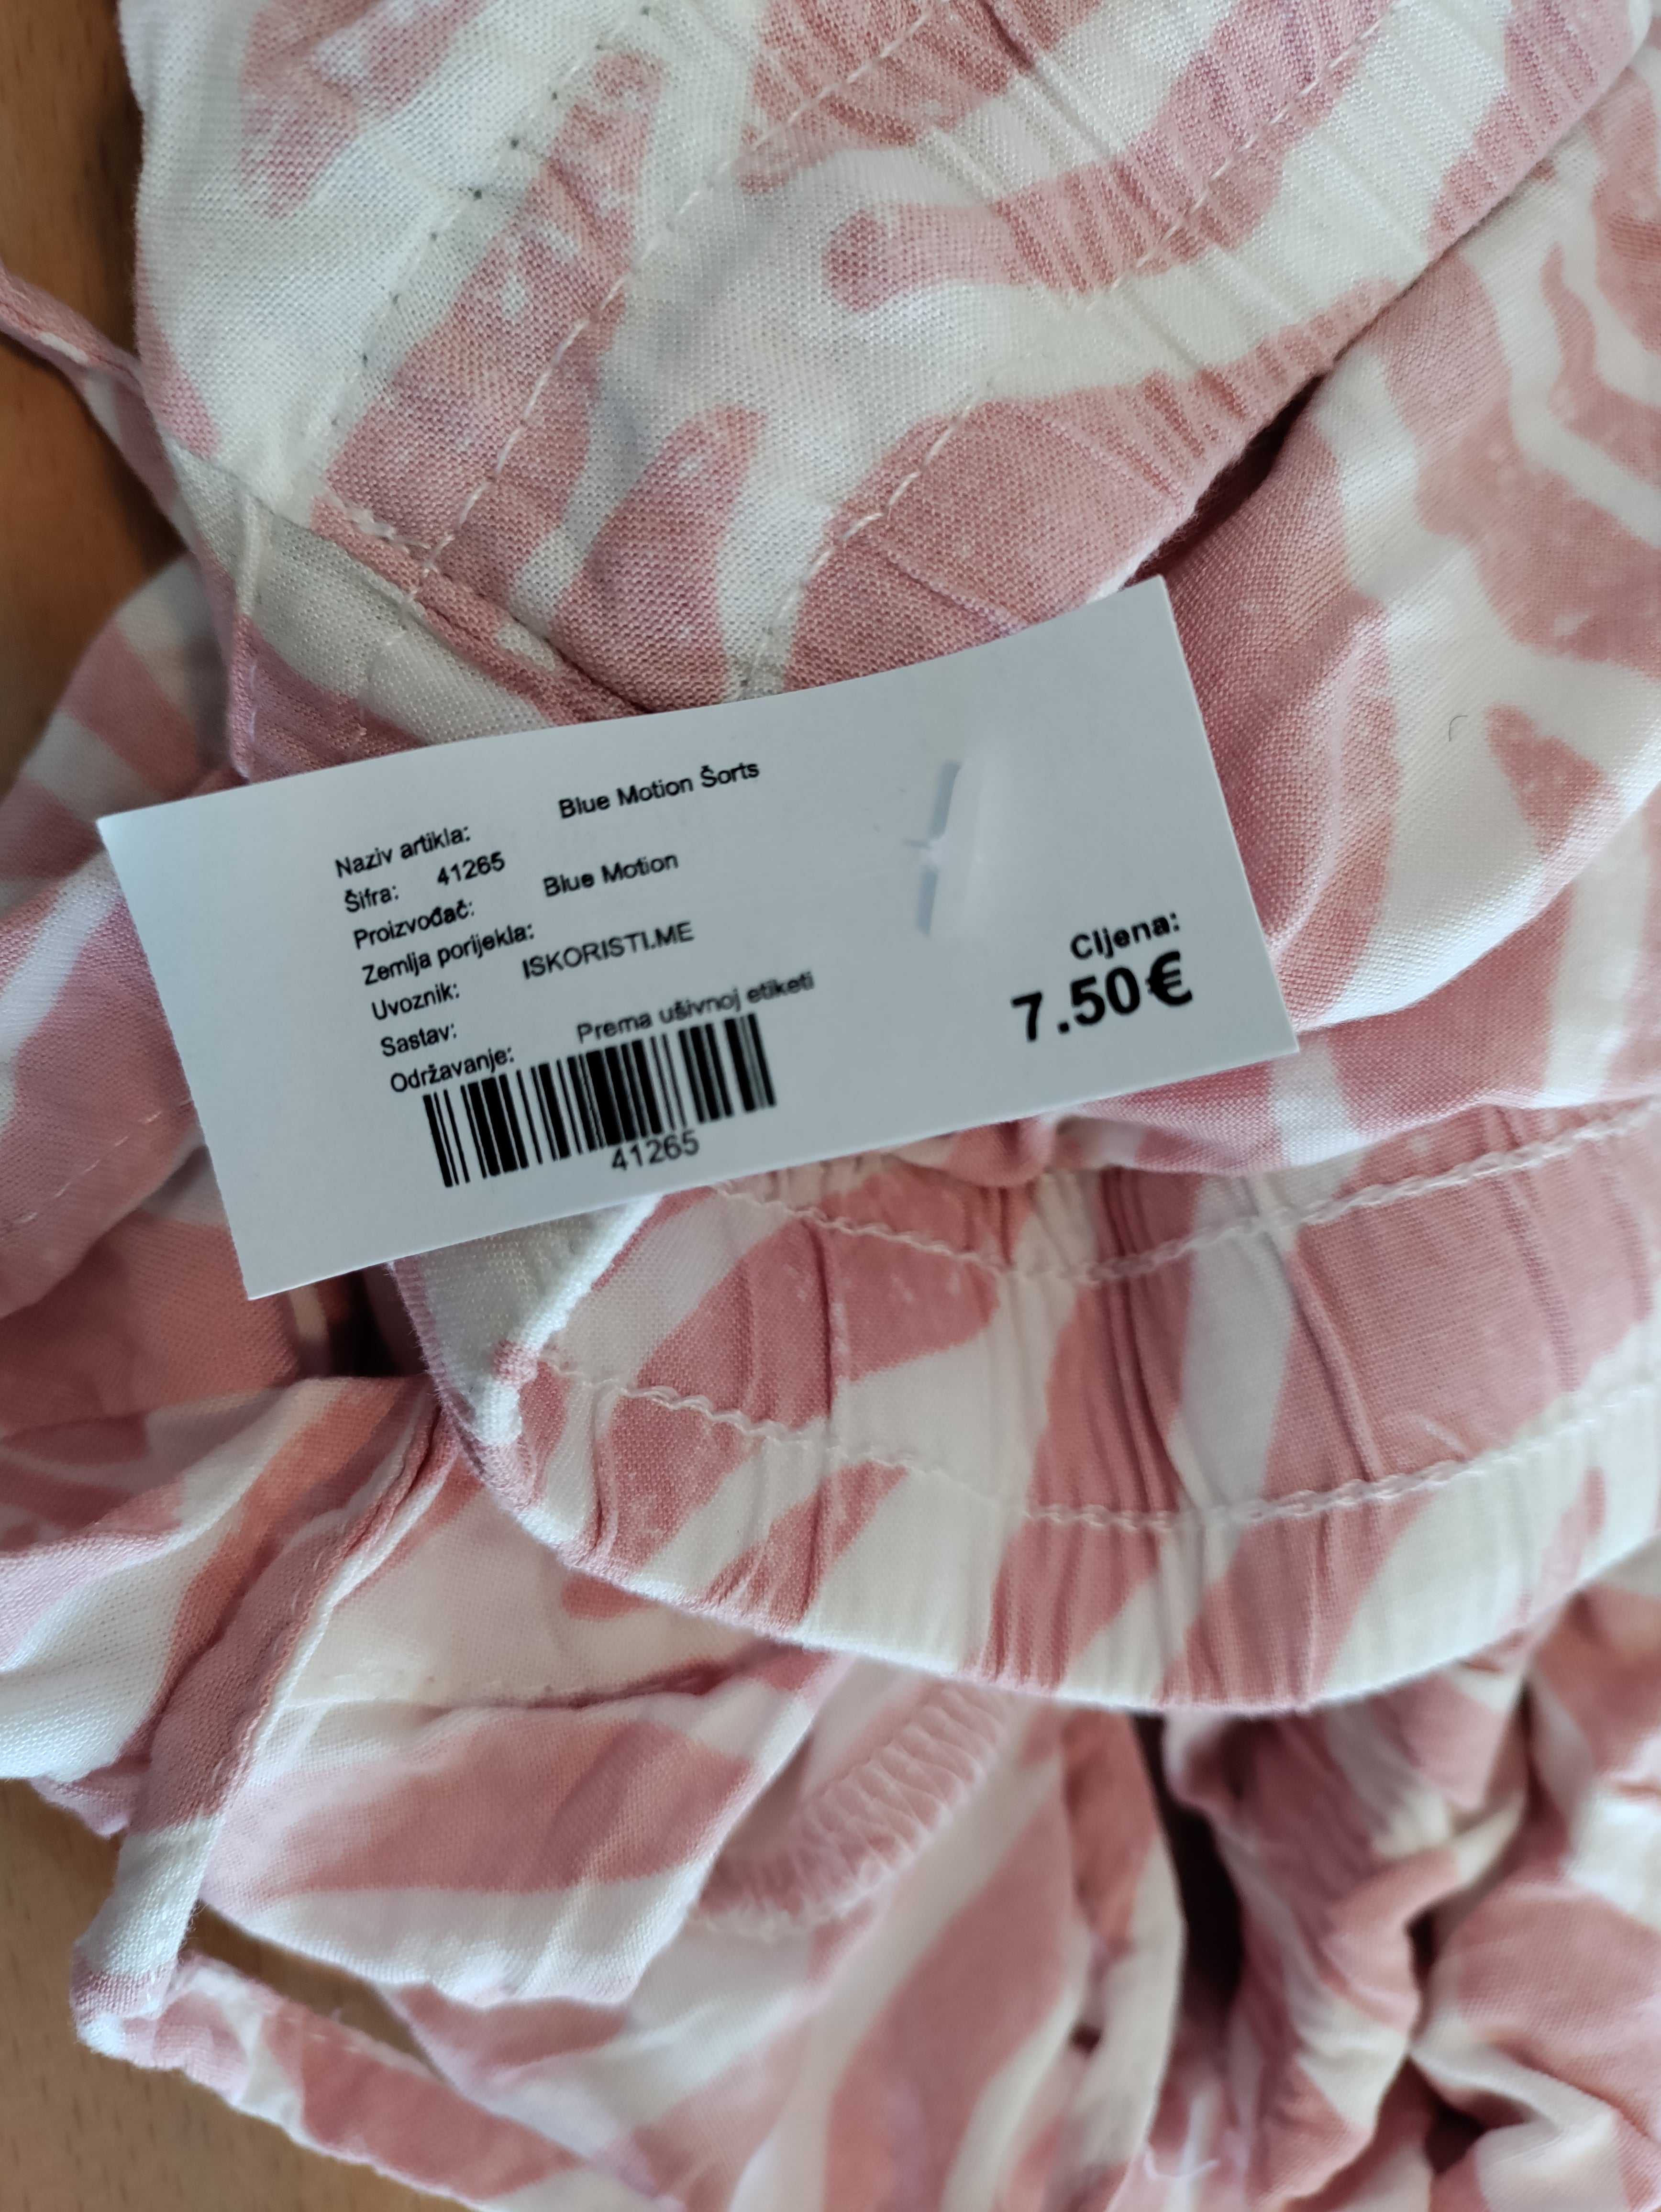 Naziv artikla: Blue Motion Šorts
Šifra: 41265
Proizvođač: Blue Motion
Zemlja porijekla:
Uvoznik: ISKORISTI.ME
Sastav:
Održavanje: Prema ušivnoj etiketi
41265
Cijena:
7.50€